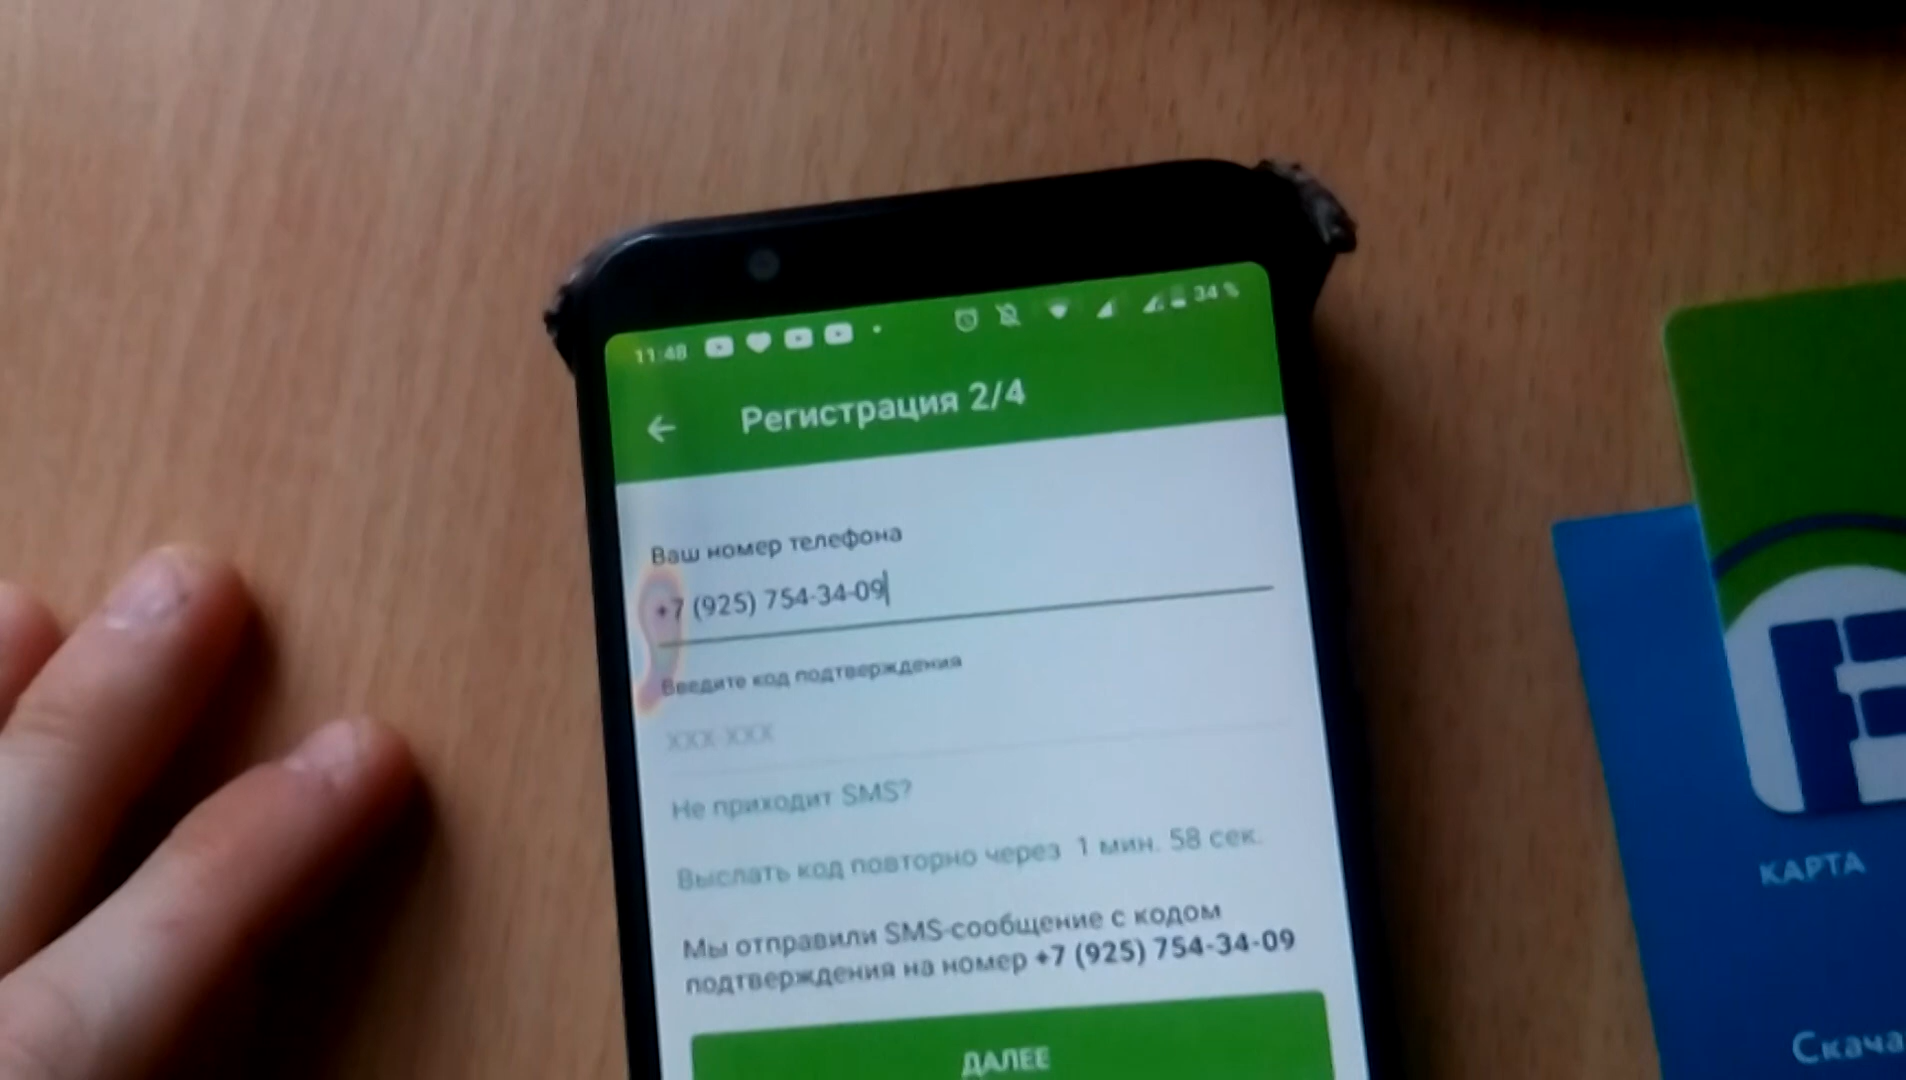 11:48
34 %
Регистрация 2/4
Ваш номер телефона
+7 (925) 754-34-09
Введите код подтверждения
XXX-XXX
Не приходит SMS?
Выслать код повторно через 1 мин. 58 сек.
Мы отправили SMS-сообщение с кодом
подтверждения на номер +7 (925) 754-34-09
ДАЛЕЕ
КАРТА
Скача